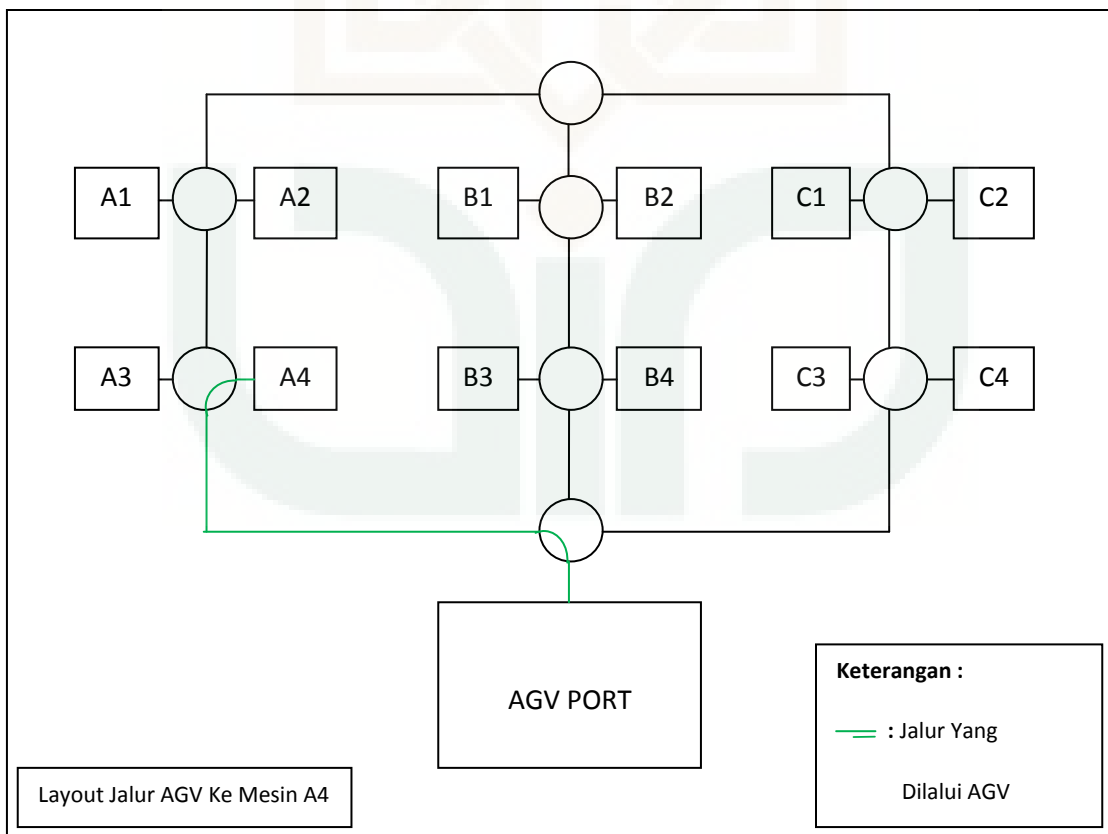 A1
A2
B1
B2
C1
C2
A3
A4
B3
B4
C3
C4
AGV PORT
Keterangan :
: Jalur Yang
Dilalui AGV
Layout Jalur AGV Ke Mesin A4